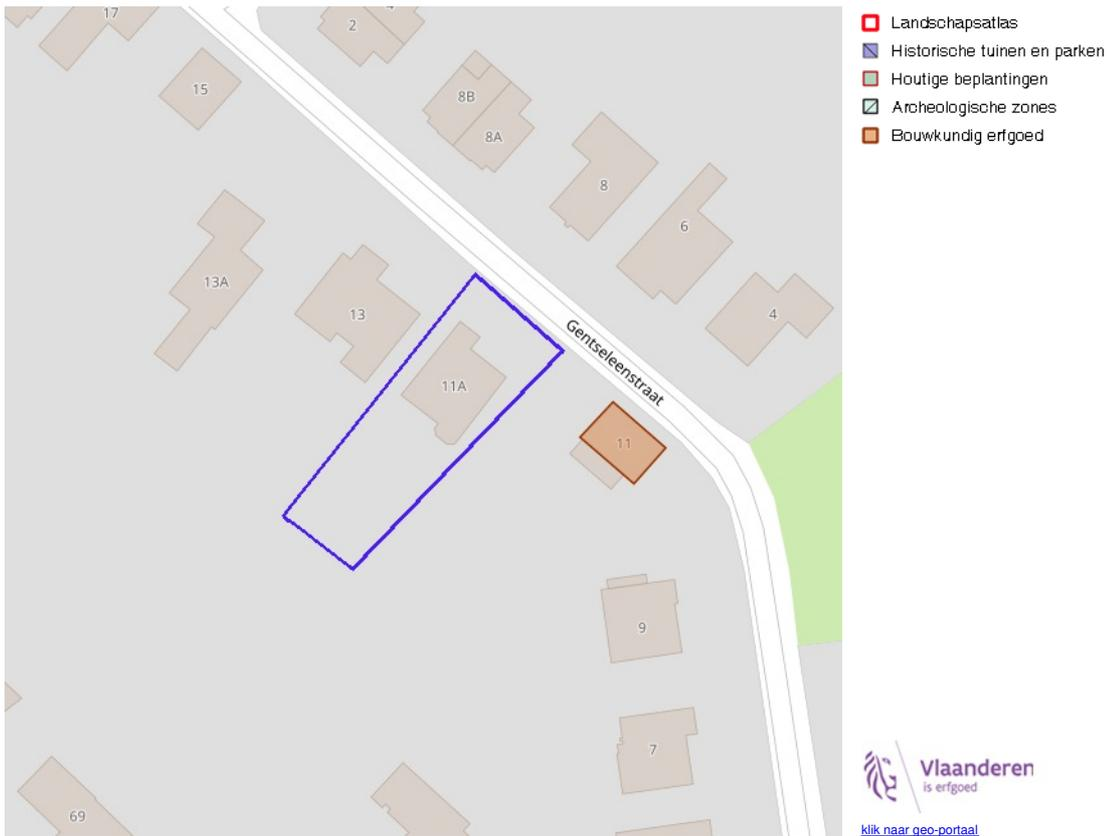 17
2
15
8B
8A
8
6
13A
13
4
11A
Gentseleenstraat
11
9
7
69
Landschapsatlas
Historische tuinen en parken
Houtige beplantingen
Archeologische zones
Bouwkundig erfgoed
Vlaanderen
is erfgoed
klik naar geo-portaal